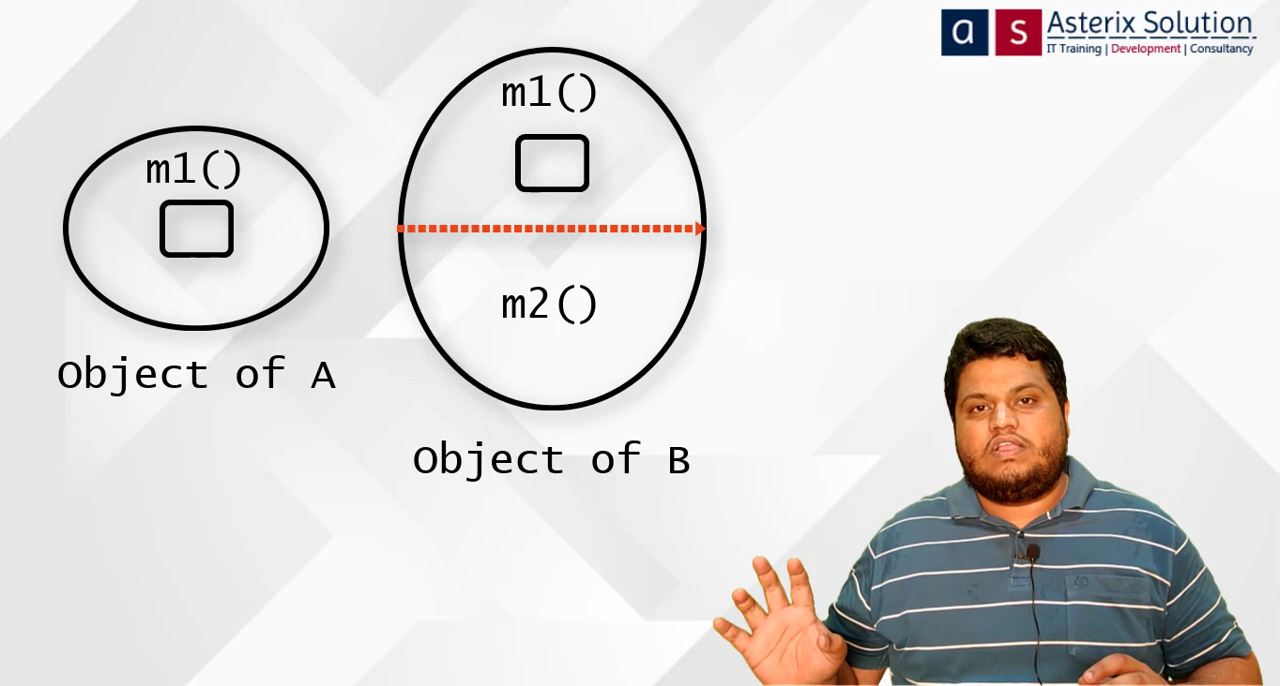 a s Asterix Solution
IT Training | Development | Consultancy
m1()
m1()
m2()
Object of A
Object of B